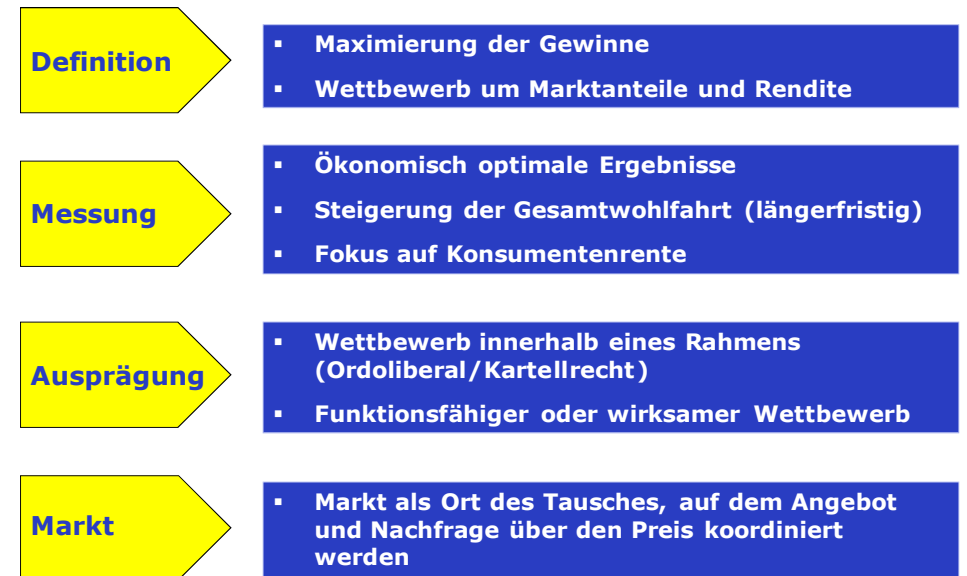 Definition
▪ Maximierung der Gewinne
▪ Wettbewerb um Marktanteile und Rendite
Messung
▪ Ökonomisch optimale Ergebnisse
▪ Steigerung der Gesamtwohlfahrt (längerfristig)
▪ Fokus auf Konsumentenrente
Ausprägung
▪ Wettbewerb innerhalb eines Rahmens
(Ordoliberal/Kartellrecht)
▪ Funktionsfähiger oder wirksamer Wettbewerb
Markt
▪ Markt als Ort des Tausches, auf dem Angebot
und Nachfrage über den Preis koordiniert
werden